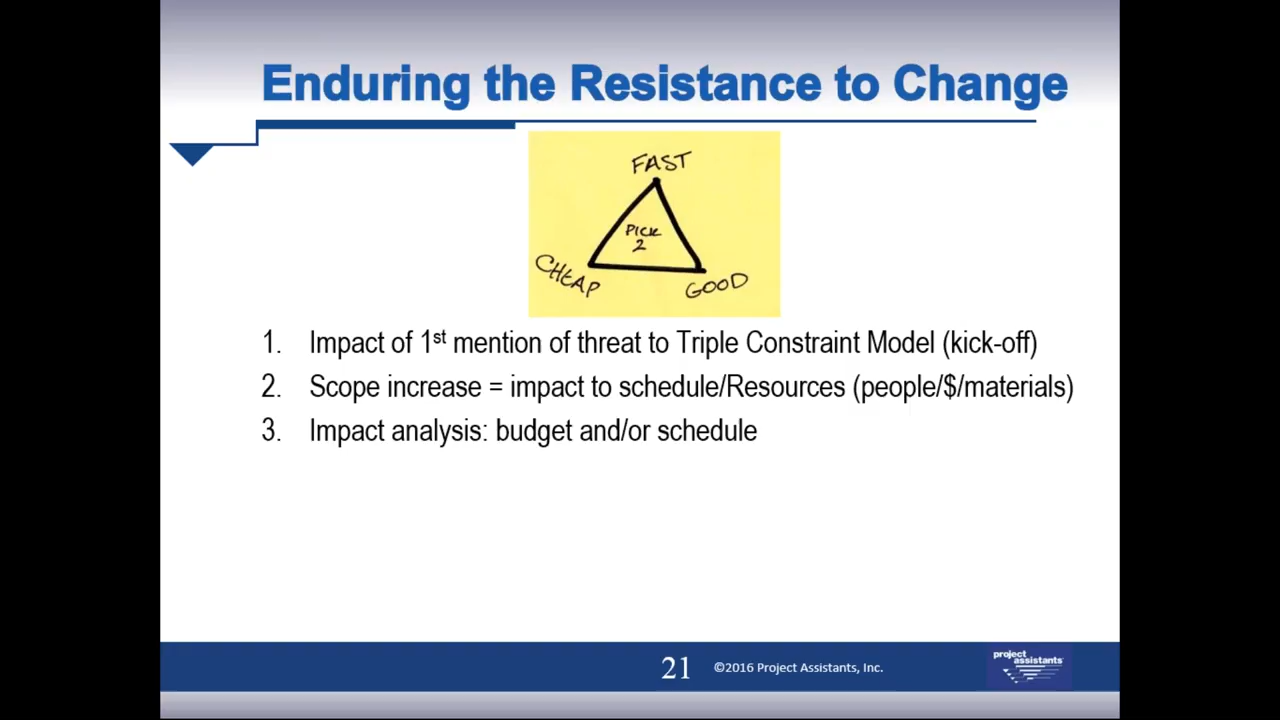 Enduring the Resistance to Change
FAST
PICK
2
CHEAP
GOOD
1. Impact of 1st mention of threat to Triple Constraint Model (kick-off)
2. Scope increase = impact to schedule/Resources (people/$/materials)
3. Impact analysis: budget and/or schedule
21 ©2016 Project Assistants, Inc.
project
assistants